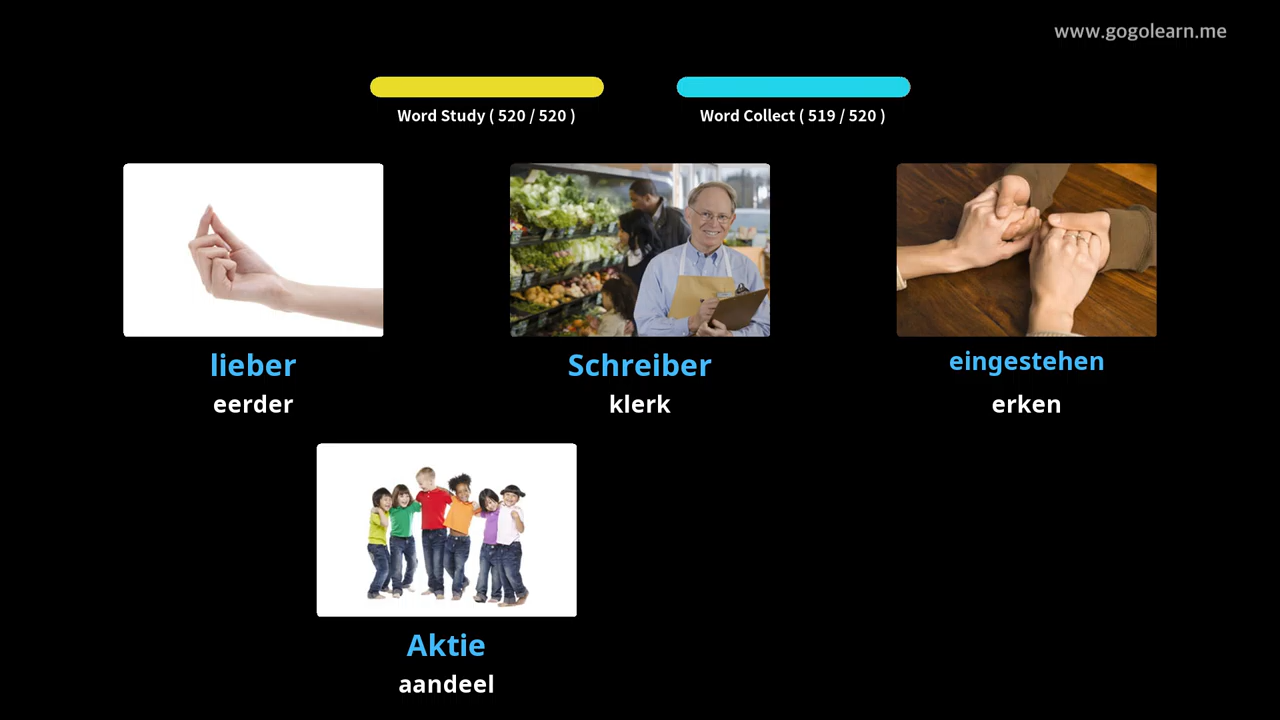 www.gogolearn.me
Word Study ( 520 / 520 )
Word Collect ( 519 / 520 )
lieber
eerder
Schreiber
klerk
eingestehen
erken
Aktie
aandeel